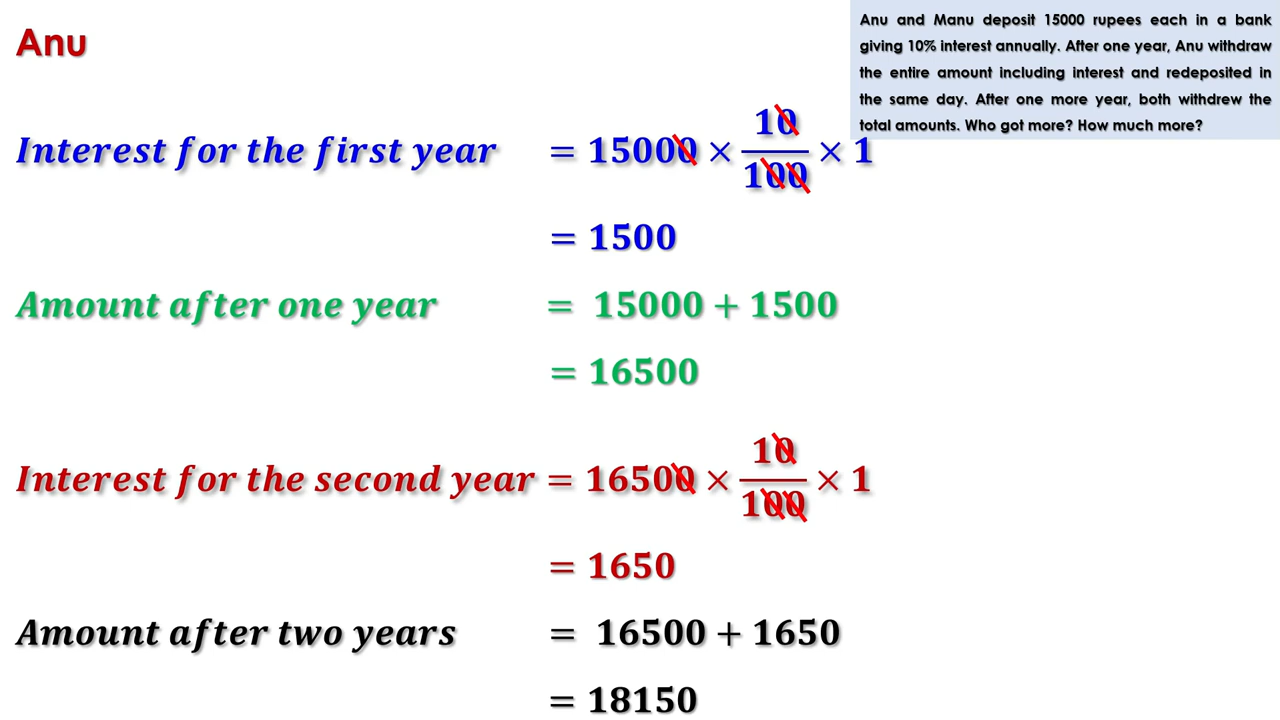 Anu
Anu and Manu deposit 15000 rupees each in a bank
giving 10% interest annually. After one year, Anu withdraw
the entire amount including interest and redeposited in
the same day. After one more year, both withdrew the
total amounts. Who got more? How much more?
Interest for the first year = 15000 × 10/100 × 1
= 1500
Amount after one year = 15000 + 1500
= 16500
Interest for the second year = 16500 × 10/100 × 1
= 1650
Amount after two years = 16500 + 1650
= 18150